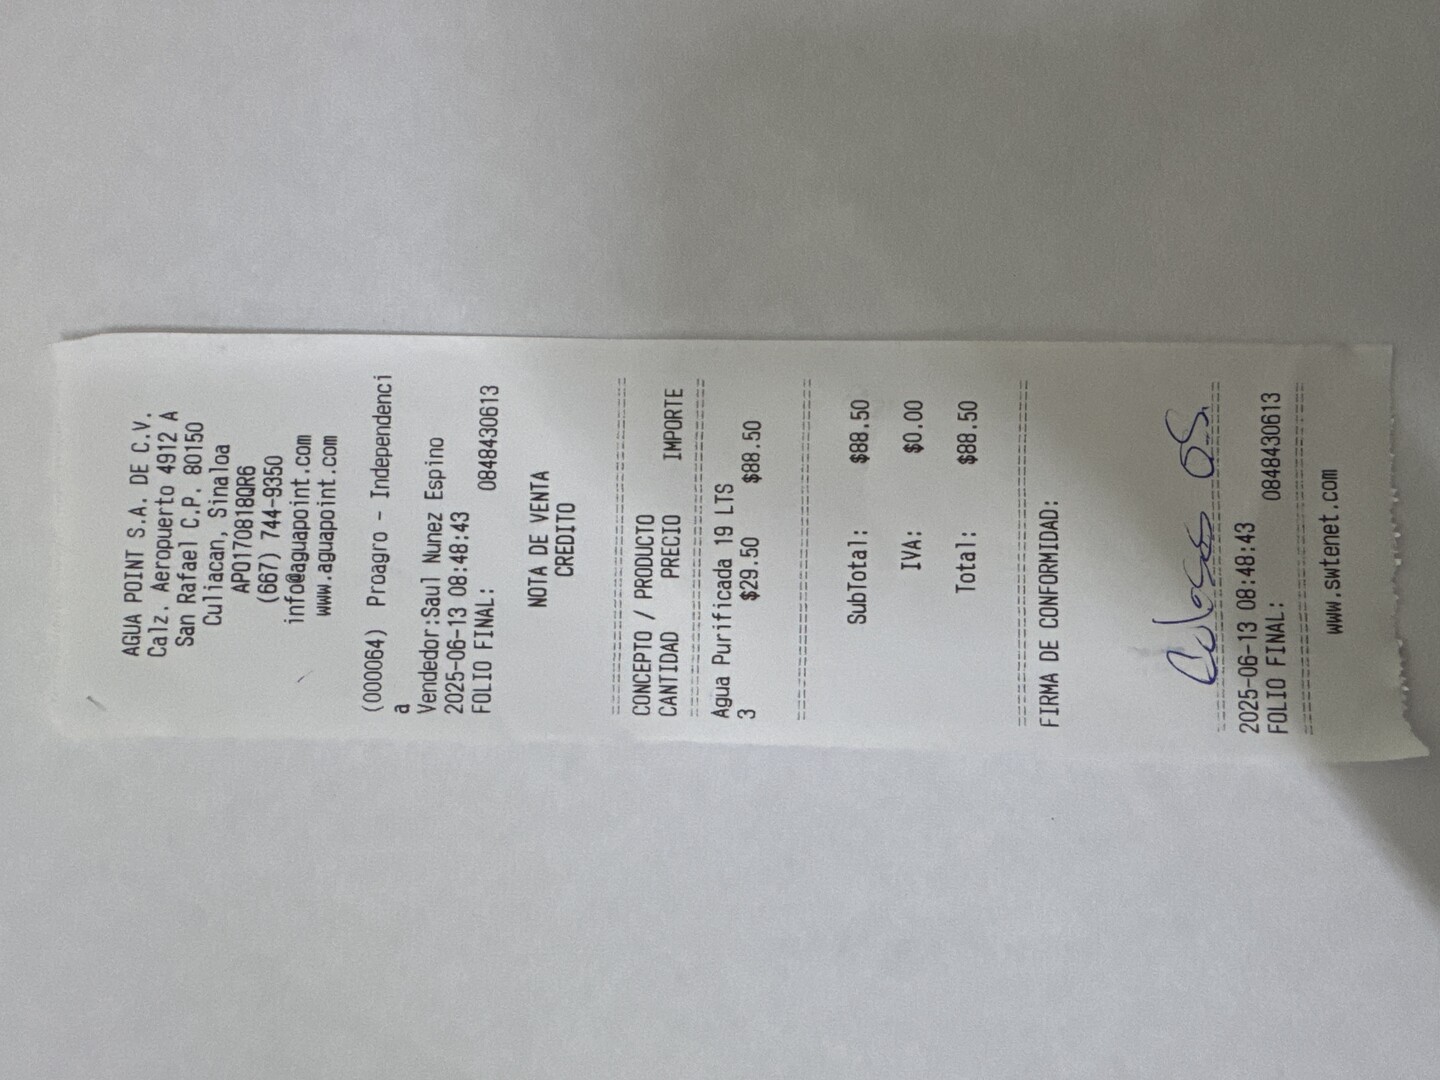 AGUA POINT S.A. DE C.V.
Calz. Aeropuerto 4912 A
San Rafael C.P. 80150
Culiacan, Sinaloa
APO170818QR6
(667) 744-9350
info@aguapoint.com
www.aguapoint.com
(000064) Proagro - Independenci
a
Vendedor:Saul Nunez Espino
2025-06-13 08:48:43
FOLIO FINAL: 0848430613
NOTA DE VENTA
CREDITO
CONCEPTO / PRODUCTO
CANTIDAD PRECIO IMPORTE
Agua Purificada 19 LTS
3 $29.50 $88.50
SubTotal: $88.50
IVA: $0.00
Total: $88.50
FIRMA DE CONFORMIDAD:
2025-06-13 08:48:43
FOLIO FINAL: 0848430613
www.swtenet.com